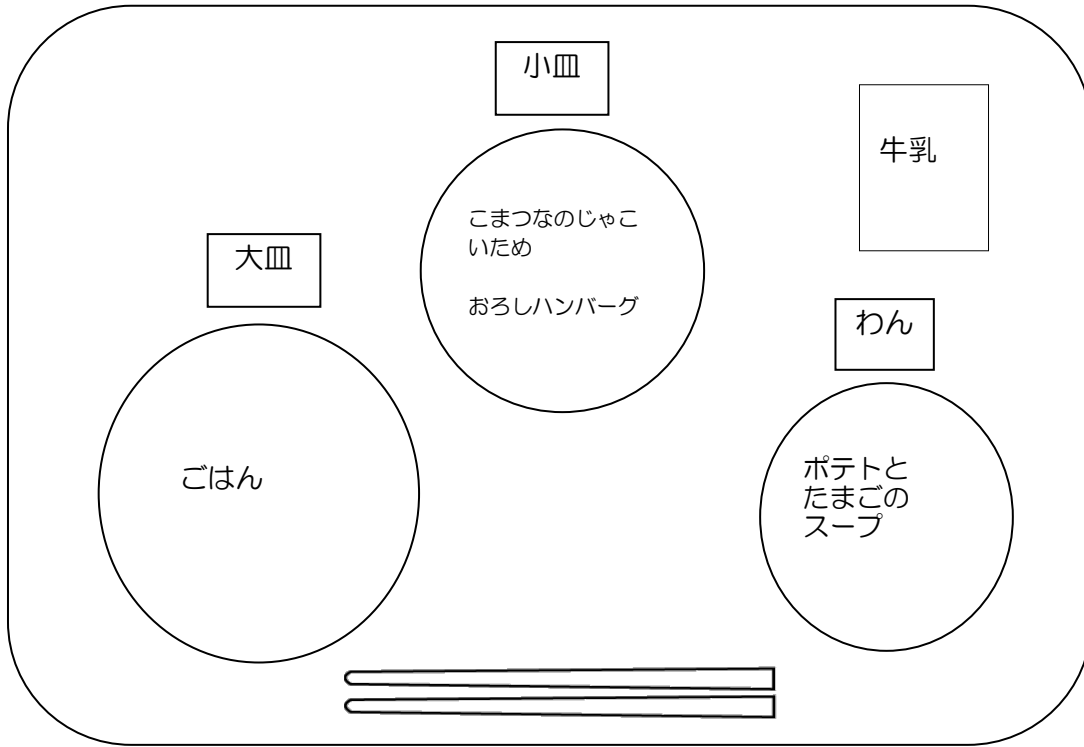 小皿
牛乳
こまつなのじゃこ
いため
おろしハンバーグ
大皿
わん
ごはん
ポテトと
たまごの
スープ